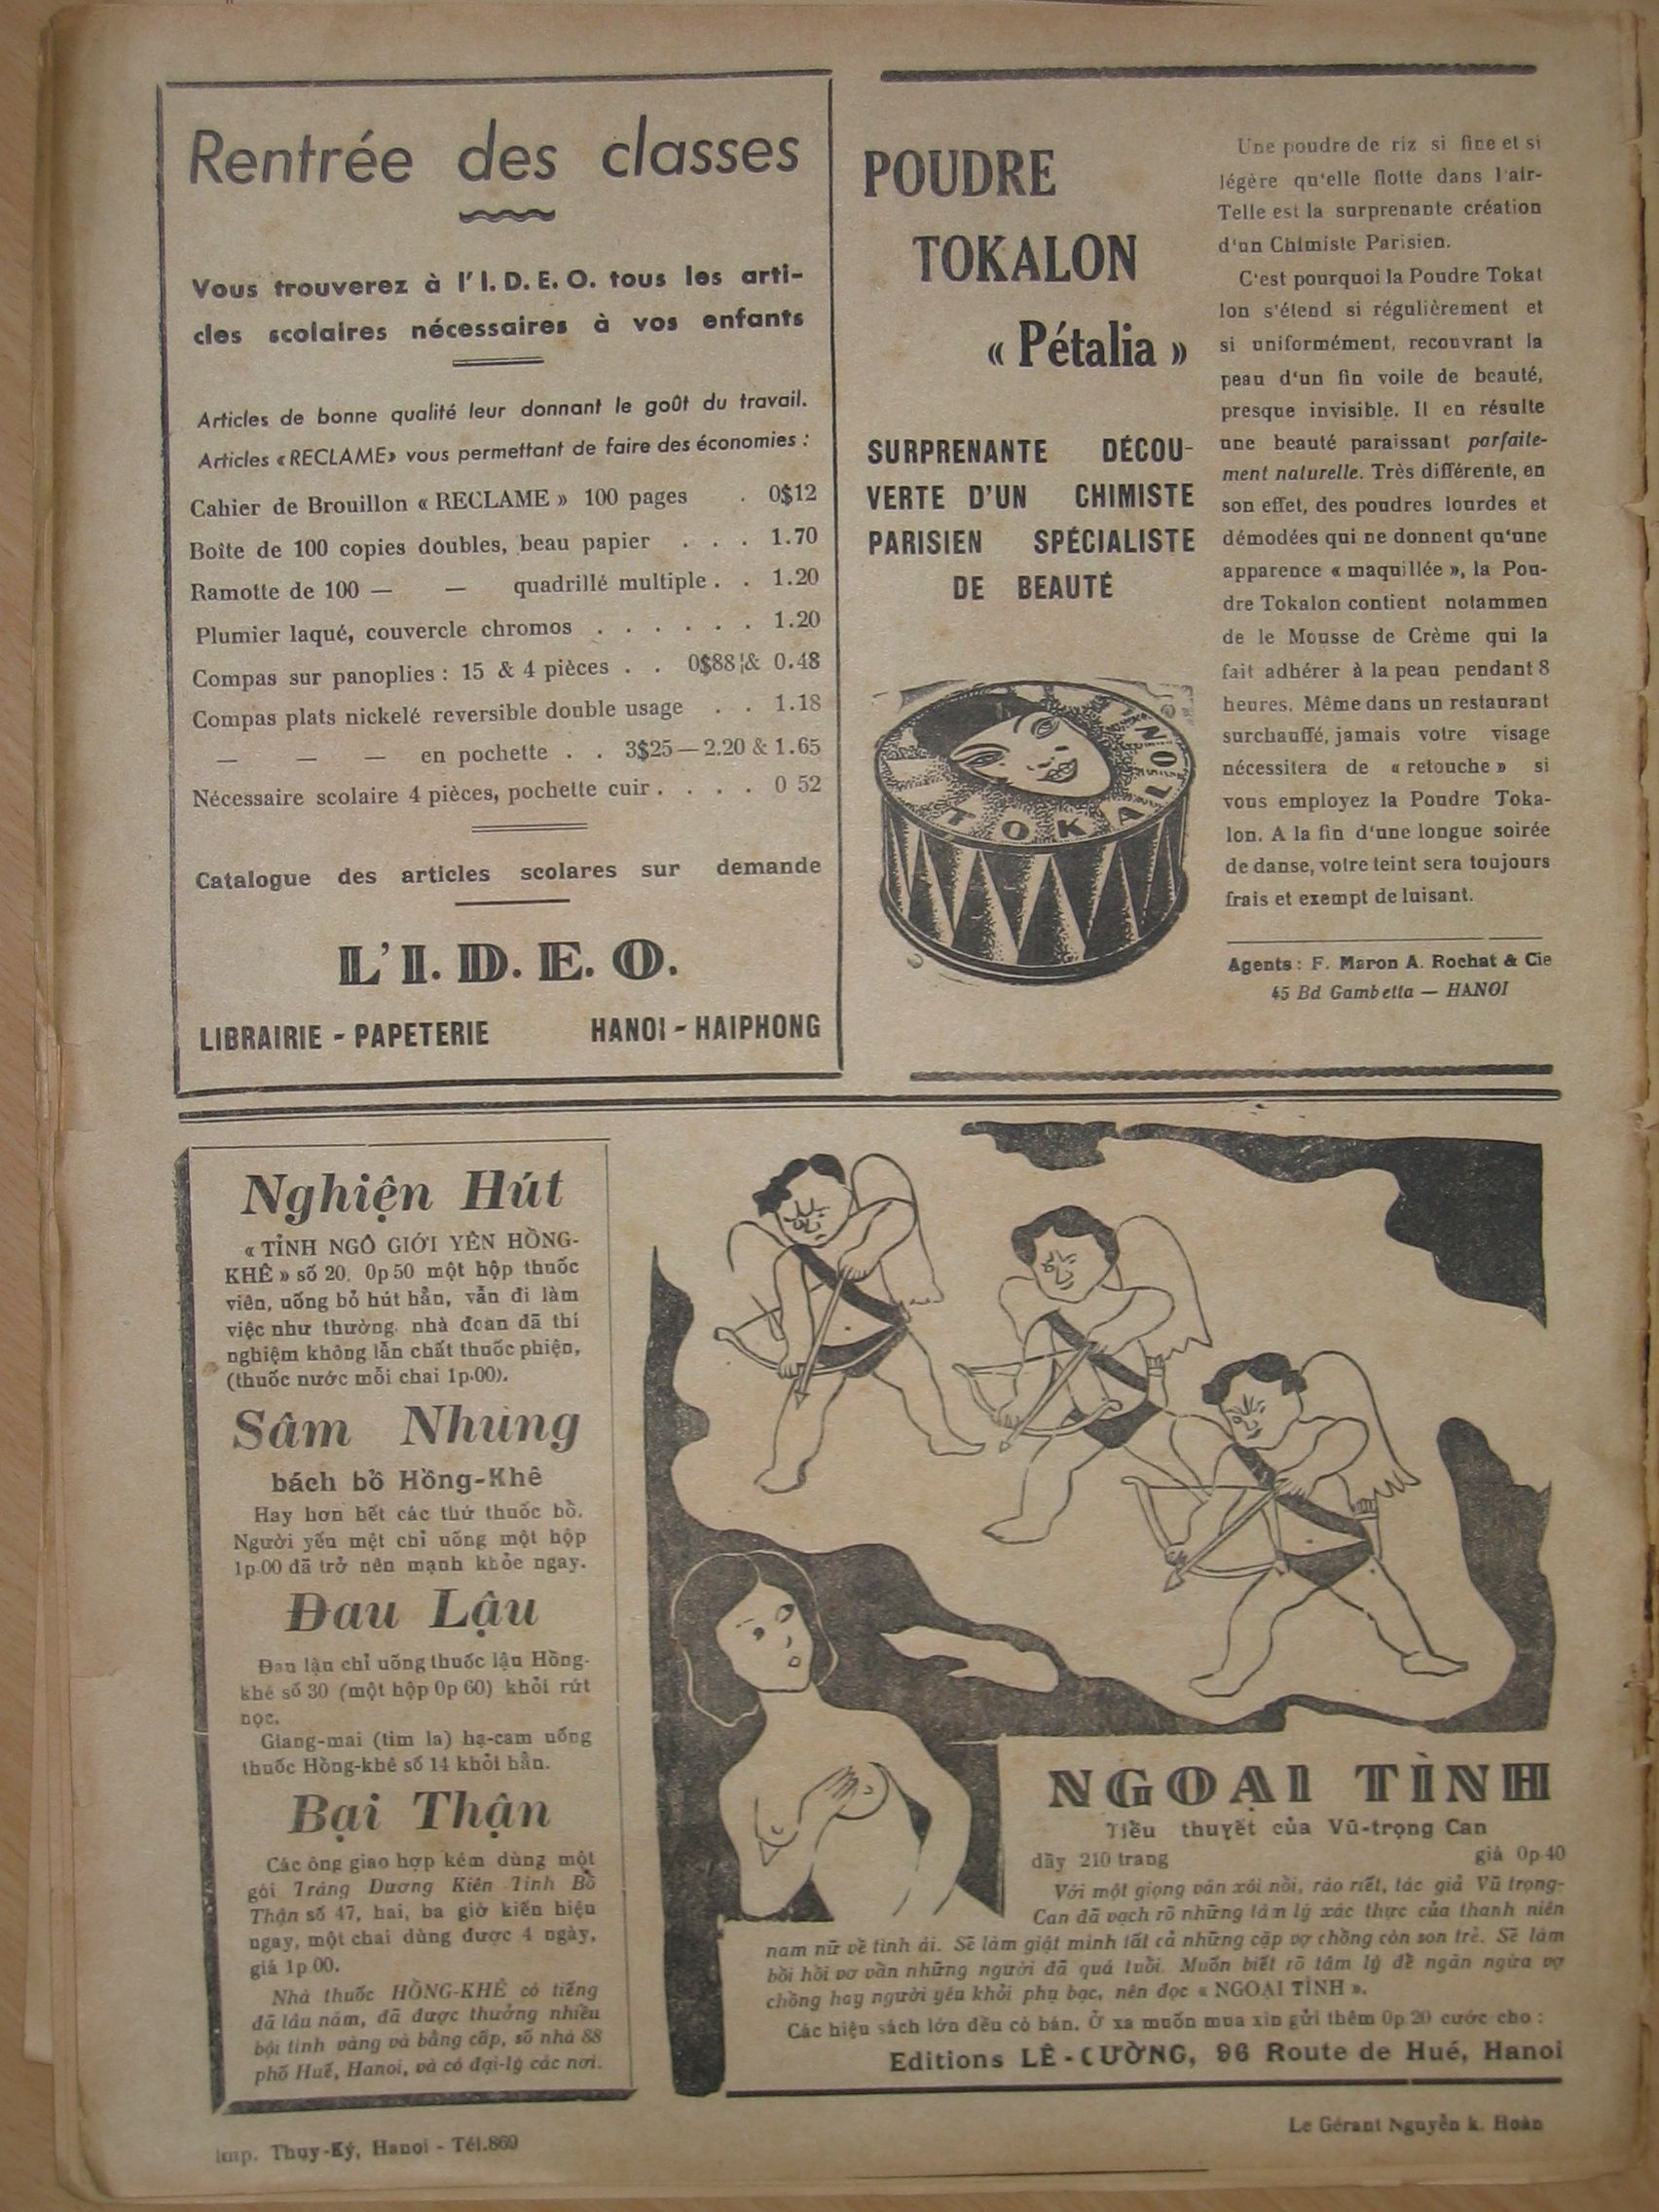 Rentrée des classes
Vous trouverez à l'I. D. E. O. tous les arti-
cles scolaires nécessaires à vos enfants
Articles de bonne qualité leur donnant le goût du travail.
Articles «RECLAME» vous permettant de faire des économies :
Cahier de Brouillon « RECLAME » 100 pages . 0$12
Boîte de 100 copies doubles, beau papier . . . 1.70
Ramotte de 100 — — quadrillé multiple . . 1.20
Plumier laqué, couvercle chromos . . . . . . 1.20
Compas sur panoplies : 15 & 4 pièces . . 0$88 & 0.48
Compas plats nickelé reversible double usage . . 1.18
— — — en pochette . . 3$25 — 2.20 & 1.65
Nécessaire scolaire 4 pièces, pochette cuir . . . . 0 52
Catalogue des articles scolares sur demande
L'I. D. E. O.
LIBRAIRIE - PAPETERIE HANOI - HAIPHONG
POUDRE
TOKALON
« Pétalia »
SURPRENANTE DÉCOU-
VERTE D'UN CHIMISTE
PARISIEN SPÉCIALISTE
DE BEAUTÉ
TOKALON
Une poudre de riz si fine et si
légère qu'elle flotte dans l'air-
Telle est la surprenante création
d'un Chimiste Parisien.
C'est pourquoi la Poudre Tokat
lon s'étend si régulièrement et
si uniformément, recouvrant la
peau d'un fin voile de beauté,
presque invisible. Il en résulte
une beauté paraissant parfaite-
ment naturelle. Très différente, en
son effet, des poudres lourdes et
démodées qui ne donnent qu'une
apparence « maquillée », la Pou-
dre Tokalon contient notammen
de le Mousse de Crème qui la
fait adhérer à la peau pendant 8
heures. Même dans un restaurant
surchauffé, jamais votre visage
nécessitera de « retouche » si
vous employez la Poudre Toka-
lon. A la fin d'une longue soirée
de danse, votre teint sera toujours
frais et exempt de luisant.
Agents : F. Maron A. Rochat & Cie
45 Bd Gambetta — HANOI
Nghiện Hút
« TỈNH NGÔ GIỚI YÊN HỒNG-
KHÊ » số 20. 0p50 một hộp thuốc
viên, uống bỏ hút hẳn, vẫn đi làm
việc như thường. nhà đoan đã thí
nghiệm không lẫn chất thuốc phiện,
(thuốc nước mỗi chai 1p.00).
Sâm Nhung
bách bổ Hồng-Khê
Hay hơn hết các thứ thuốc bổ.
Người yếu mệt chỉ uống một hộp
1p.00 đã trở nên mạnh khỏe ngay.
Đau Lậu
Đau lậu chỉ uống thuốc lậu Hồng-
khê số 30 (một hộp 0p 60) khỏi rứt
nọc.
Giang-mai (tim la) hạ-cam uống
thuốc Hồng-khê số 14 khỏi hẳn.
Bại Thận
Các ông giao hợp kém dùng một
gói Tráng Dương Kiên Tinh Bổ
Thận số 47, hai, ba giờ kiến hiệu
ngay, một chai dùng được 4 ngày,
giá 1p 00.
Nhà thuốc HỒNG-KHÊ có tiếng
đã lâu năm, đã được thưởng nhiều
bội tinh vàng và bằng cấp, số nhà 88
phố Huế, Hanoi, và có đại-lý các nơi.
NGOẠI TÌNH
Tiểu thuyết của Vũ-trọng Can
dầy 210 trang giá 0p 40
Với một giọng văn xôi nồi, ráo riết, tác giả Vũ trọng-
Can đã vạch rõ những tâm lý xác thực của thanh niên
nam nữ về tình ái. Sẽ làm giật mình tất cả những cặp vợ chồng còn son trẻ. Sẽ làm
bồi hồi vơ vẩn những người đã quá tuổi. Muốn biết rõ tâm lý để ngăn ngừa vợ
chồng hay người yêu khỏi phụ bạc, nên đọc « NGOẠI TÌNH ».
Các hiệu sách lớn đều có bán. Ở xa muốn mua xin gửi thêm 0p.20 cước cho :
Editions LÊ - CƯỜNG, 96 Route de Hué, Hanoi
Le Gérant Nguyễn k. Hoàn
Imp. Thụy-Ký, Hanoi - Tél.869